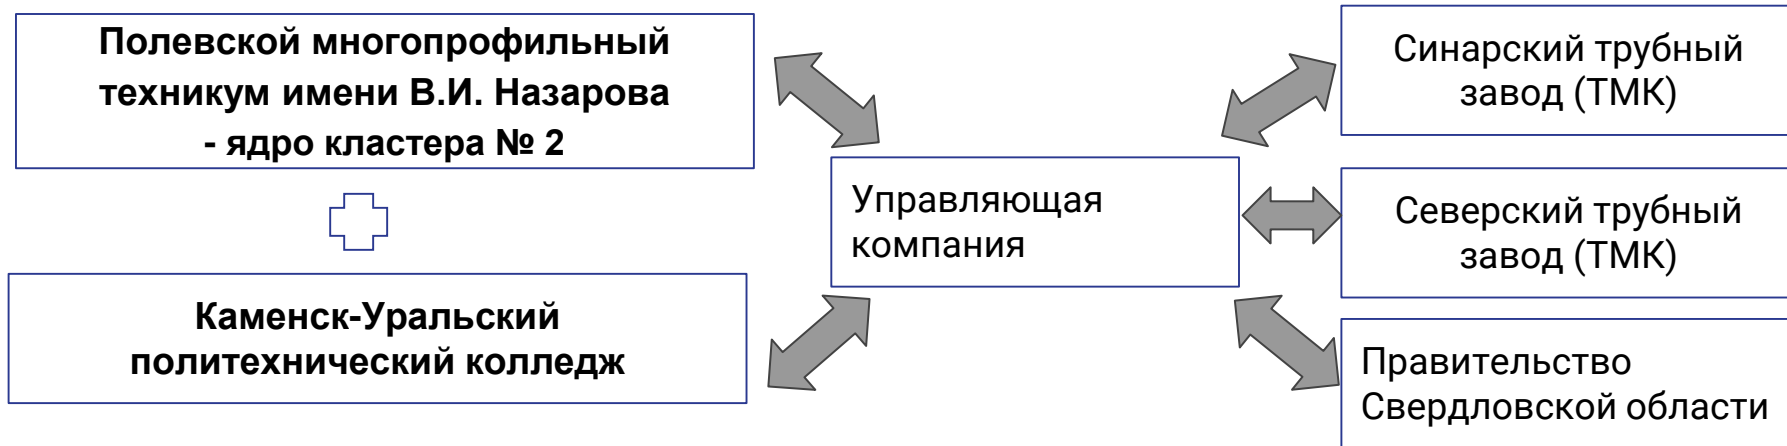 Полевской многопрофильный
техникум имени В.И. Назарова
- ядро кластера № 2
Каменск-Уральский
политехнический колледж
Управляющая
компания
Синарский трубный
завод (ТМК)
Северский трубный
завод (ТМК)
Правительство
Свердловской области